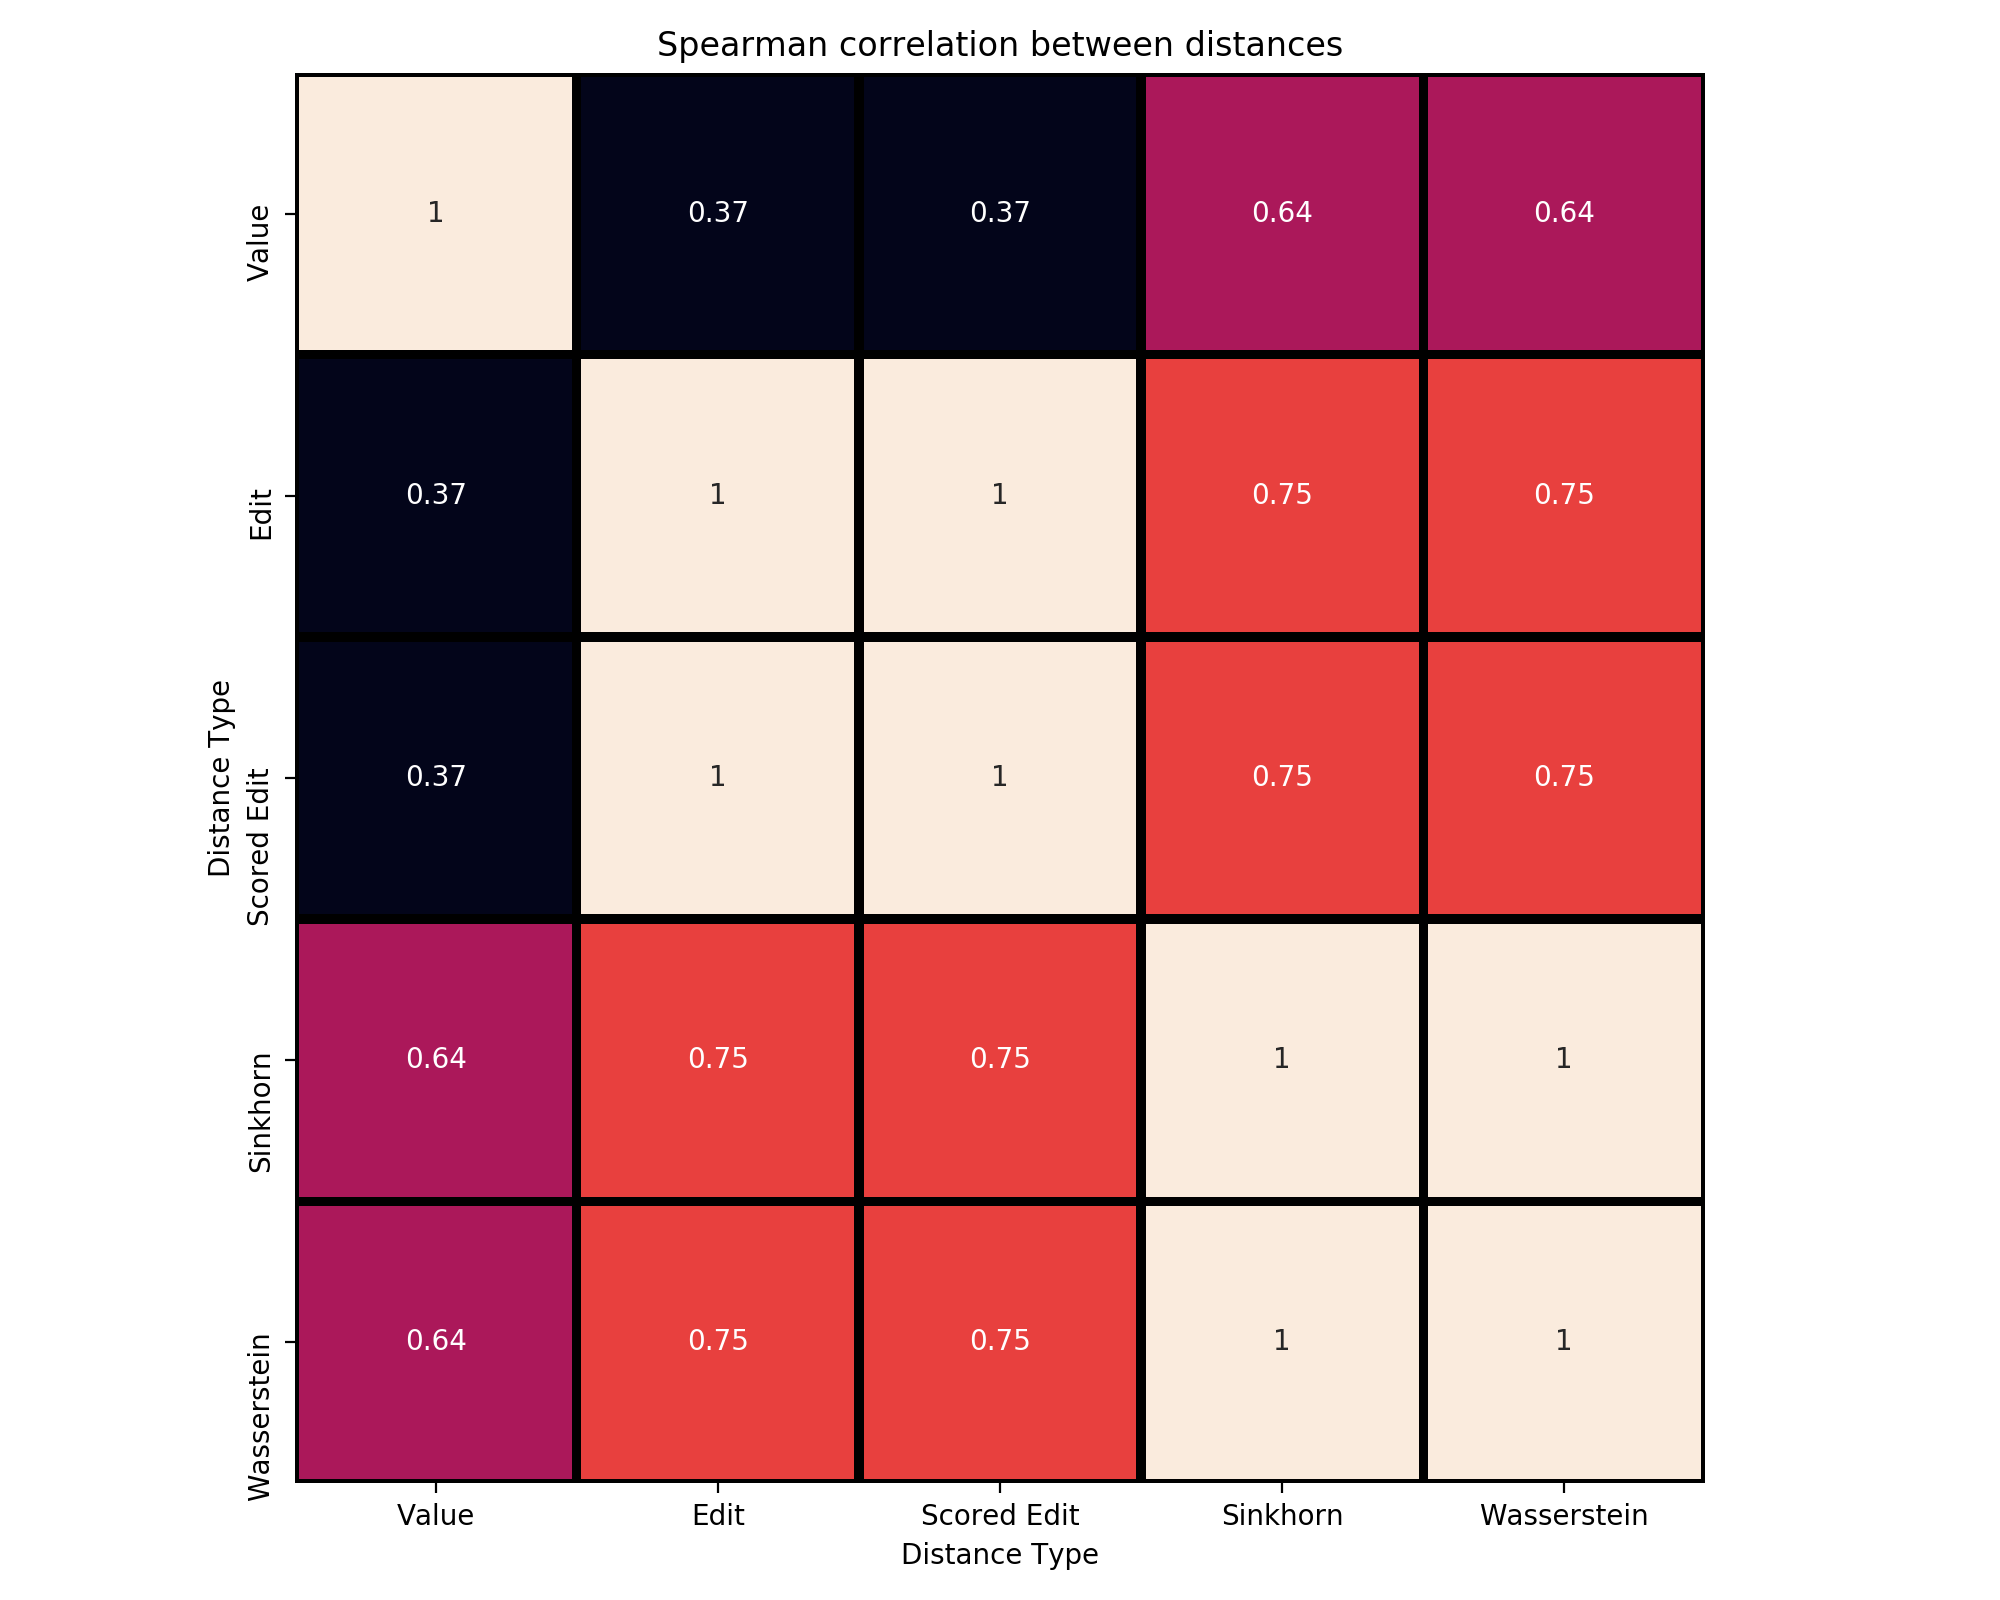 Spearman correlation between distances
Value 1 0.37 0.37 0.64 0.64
Edit 0.37 1 1 0.75 0.75
Distance Type
Scored Edit 0.37 1 1 0.75 0.75
Sinkhorn 0.64 0.75 0.75 1 1
Wasserstein 0.64 0.75 0.75 1 1
Value Edit Scored Edit Sinkhorn Wasserstein
Distance Type